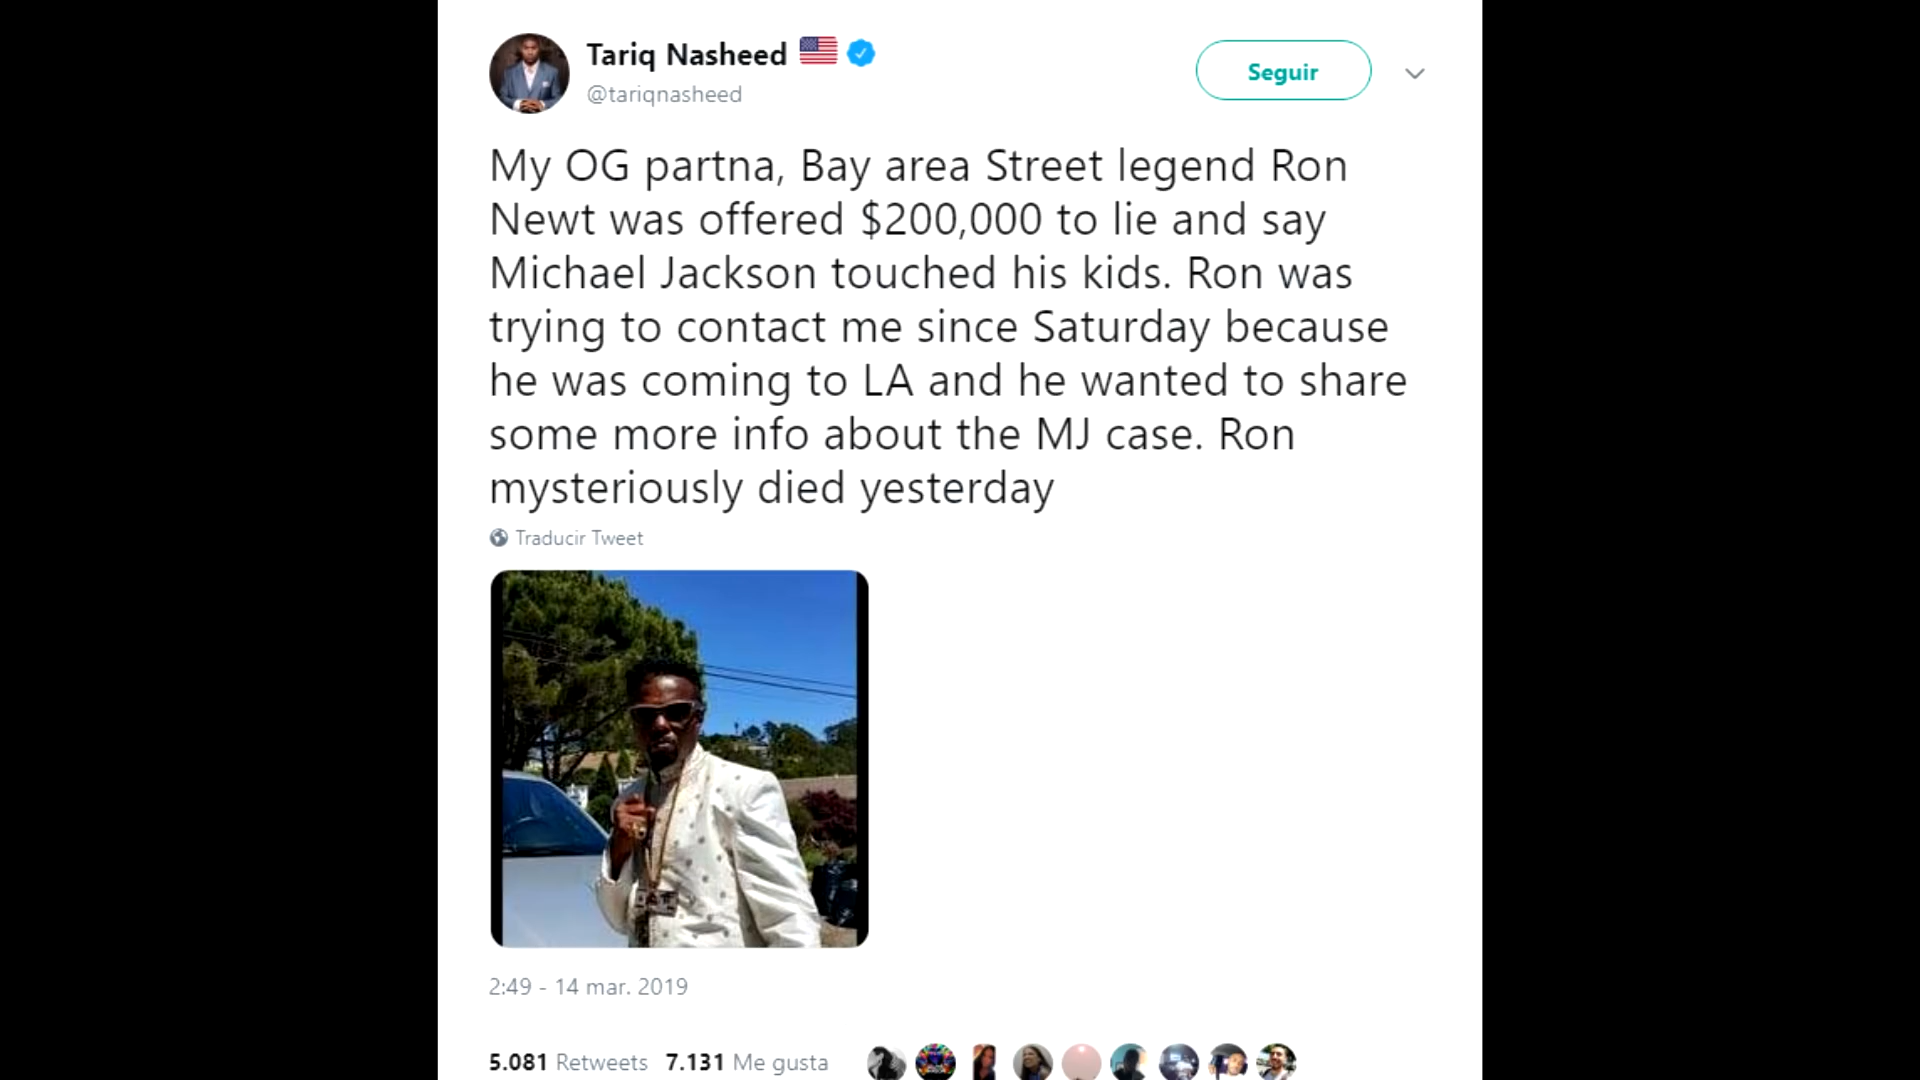 Tariq Nasheed
@tariqnasheed
Seguir
My OG partna, Bay area Street legend Ron
Newt was offered $200,000 to lie and say
Michael Jackson touched his kids. Ron was
trying to contact me since Saturday because
he was coming to LA and he wanted to share
some more info about the MJ case. Ron
mysteriously died yesterday
Traducir Tweet
2:49 - 14 mar. 2019
5.081 Retweets 7.131 Me gusta